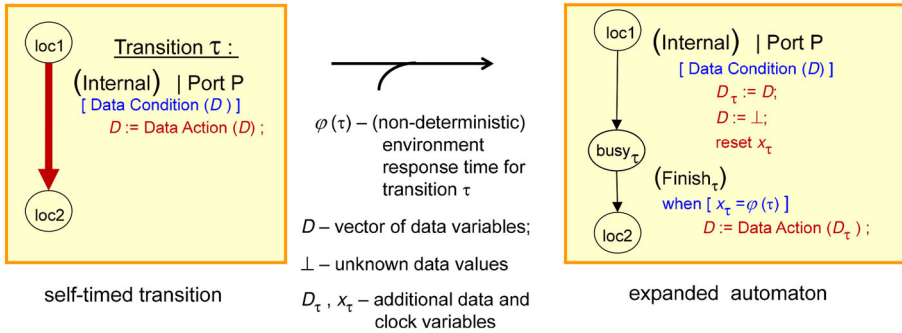 loc1
Transition τ :
(Internal) | Port P
[ Data Condition (D ) ]
D := Data Action (D) ;
loc2
self-timed transition
φ (τ) – (non-deterministic)
environment
response time for
transition τ
D – vector of data variables;
⊥ – unknown data values
Dτ , xτ – additional data and
clock variables
loc1
(Internal) | Port P
[ Data Condition (D) ]
Dτ := D;
D := ⊥;
reset xτ
busyτ
(Finishτ)
when [ xτ =φ (τ) ]
D := Data Action (Dτ ) ;
loc2
expanded automaton